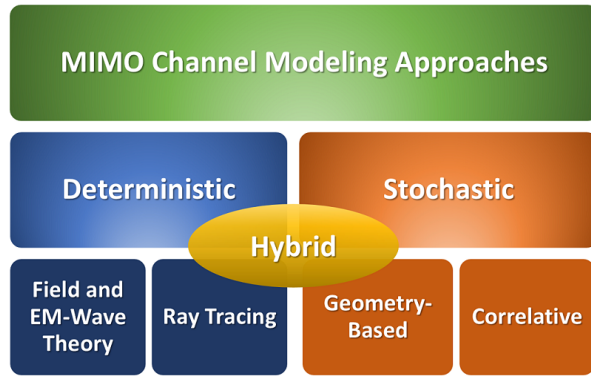 MIMO Channel Modeling Approaches
Deterministic
Stochastic
Hybrid
Field and
EM-Wave
Theory
Ray Tracing
Geometry-
Based
Correlative